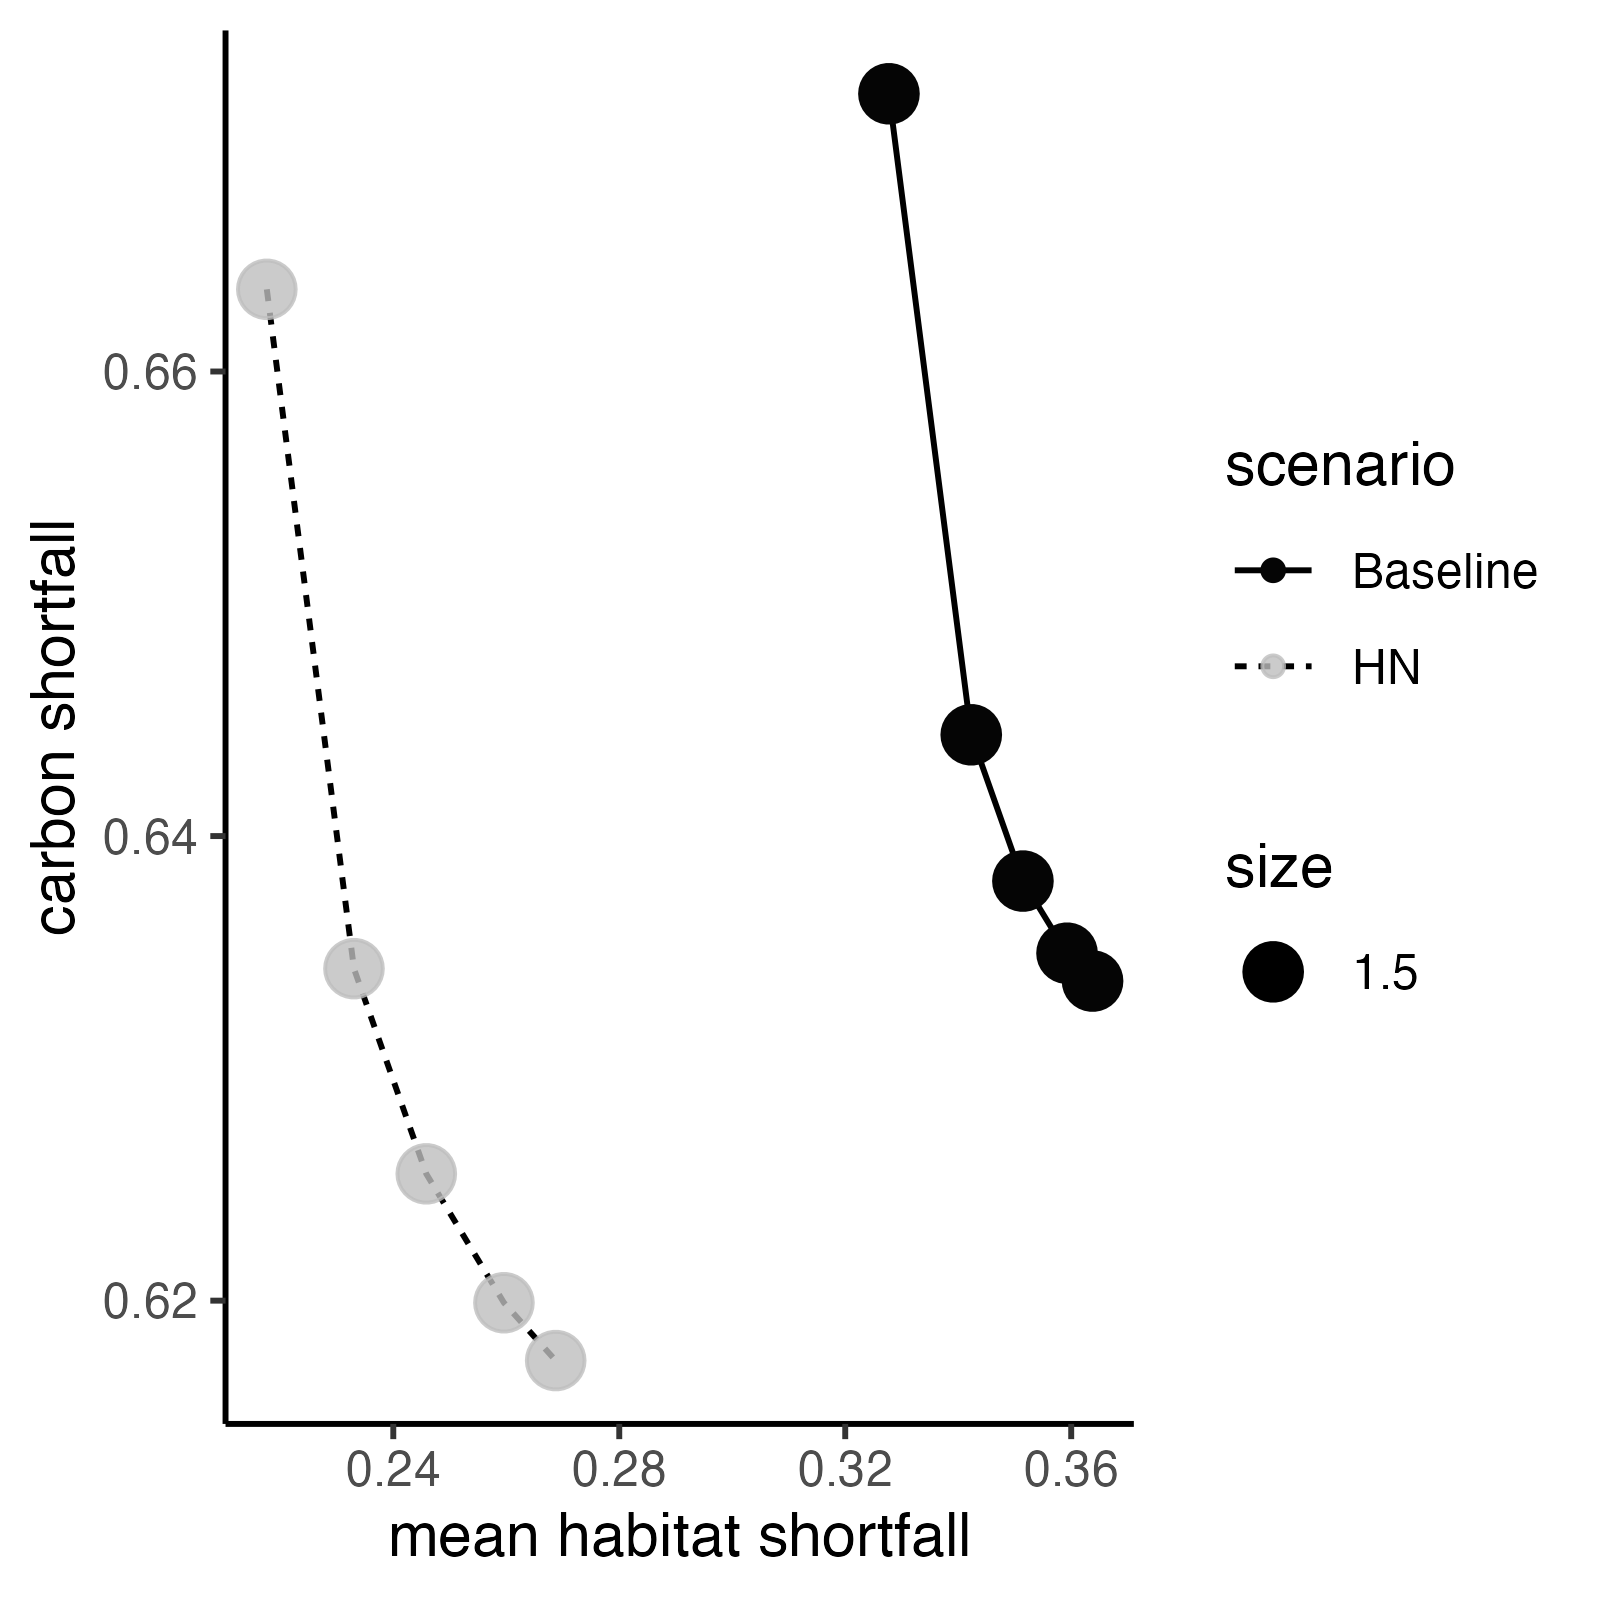 carbon shortfall
0.66
0.64
0.62
0.24 0.28 0.32 0.36
mean habitat shortfall
scenario
Baseline
HN
size
1.5